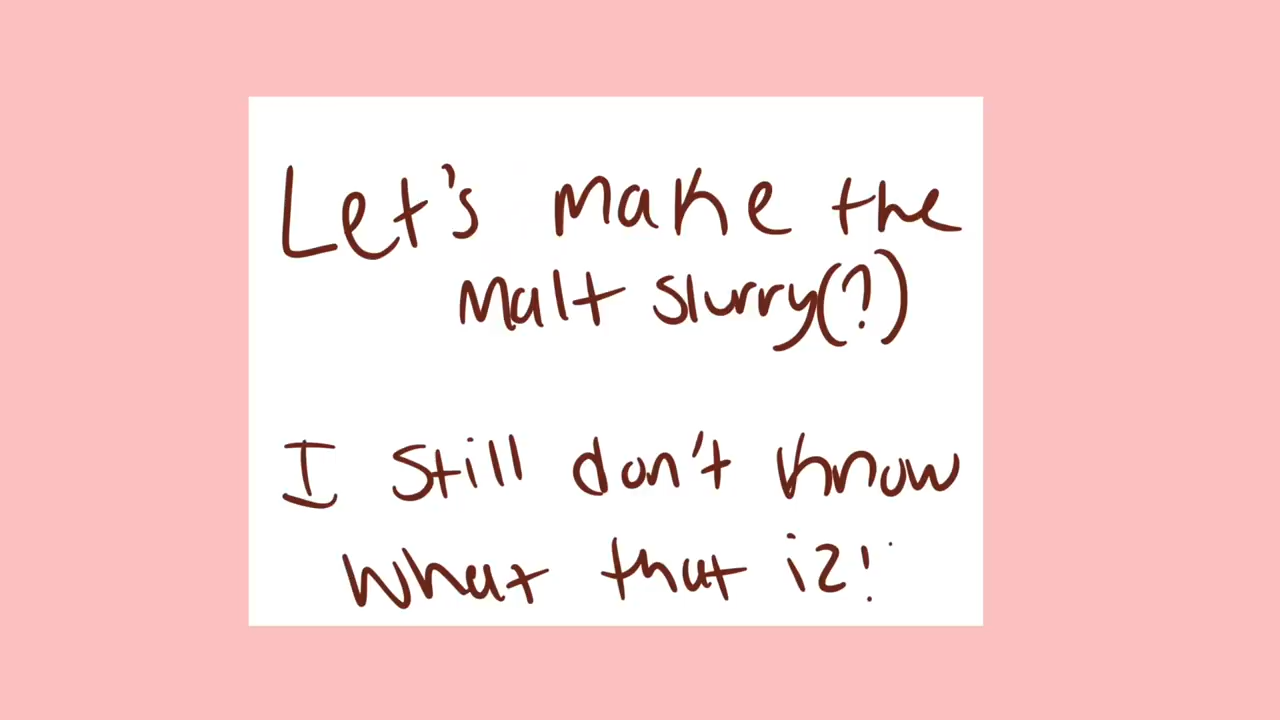 Let's make the
Malt slurry(?)
I still don't know
what that iz!